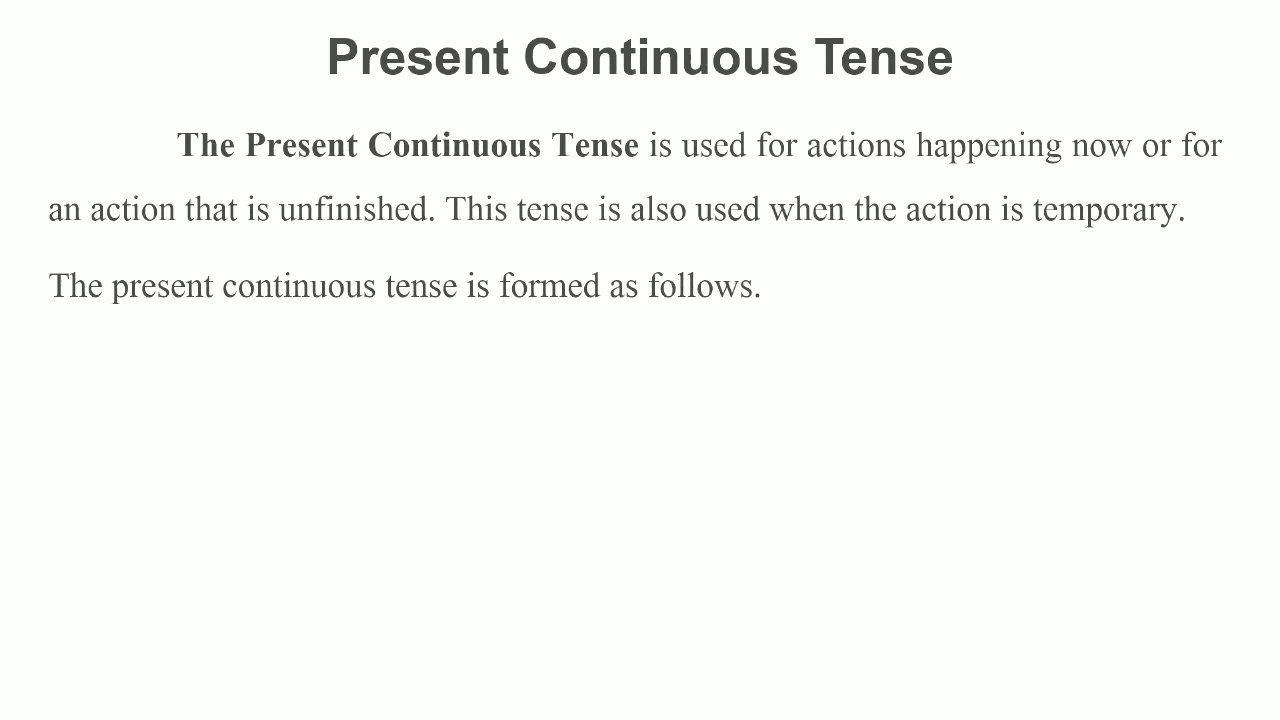 Present Continuous Tense
The Present Continuous Tense is used for actions happening now or for
an action that is unfinished. This tense is also used when the action is temporary.
The present continuous tense is formed as follows.